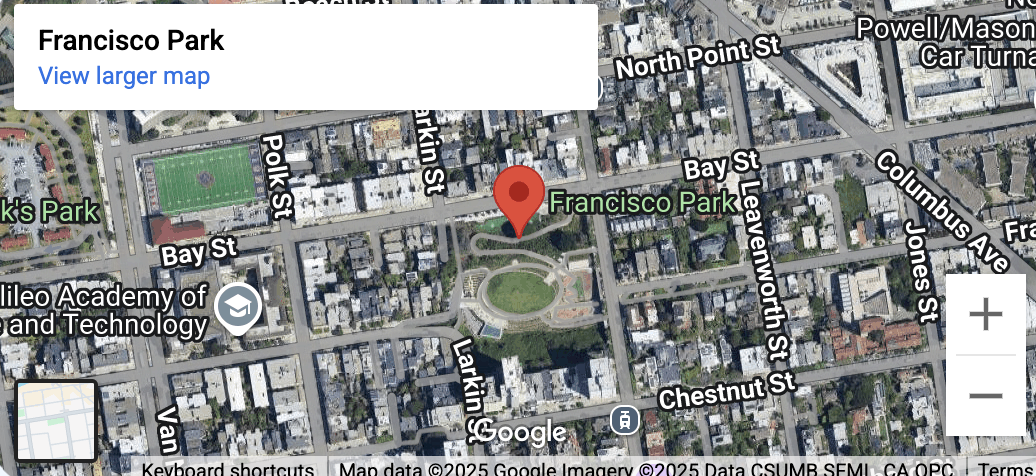 Francisco Park
View larger map
North Point St
Powell/Mason
Car Turna
Polk St
arkin St
Bay St
Columbus Ave
k's Park
Francisco Park
Leavenworth St
Jones St
Fra
Bay St
lileo Academy of
e and Technology
Larkin S
Chestnut St
Van
Google
Keyboard shortcuts
Map data ©2025 Google Imagery ©2025 Data CSUMB SFML, CA OPC
Terms